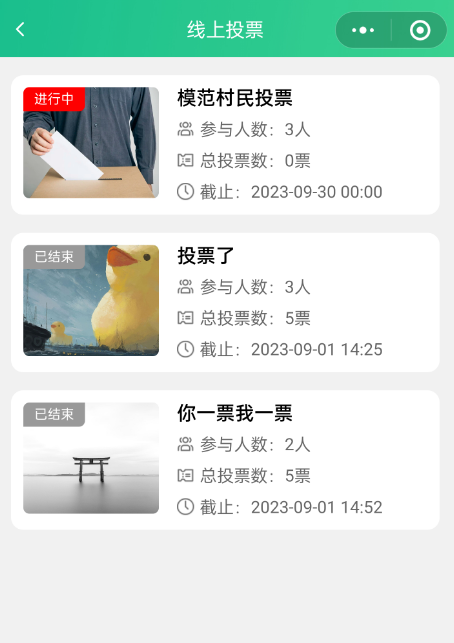 线上投票
进行中
模范村民投票
参与人数：3人
总投票数：0票
截止：2023-09-30 00:00
已结束
投票了
参与人数：3人
总投票数：5票
截止：2023-09-01 14:25
已结束
你一票我一票
参与人数：2人
总投票数：5票
截止：2023-09-01 14:52